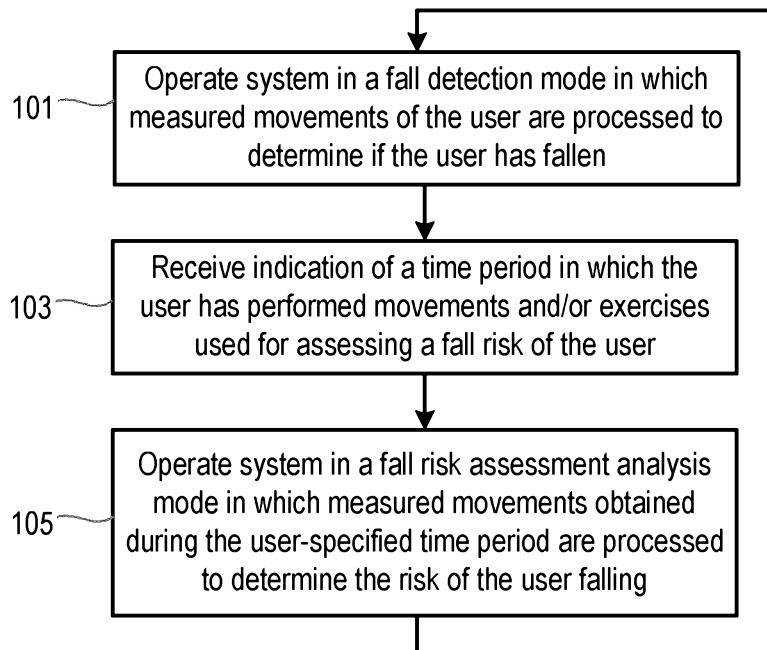 101
Operate system in a fall detection mode in which
measured movements of the user are processed to
determine if the user has fallen
103
Receive indication of a time period in which the
user has performed movements and/or exercises
used for assessing a fall risk of the user
105
Operate system in a fall risk assessment analysis
mode in which measured movements obtained
during the user-specified time period are processed
to determine the risk of the user falling